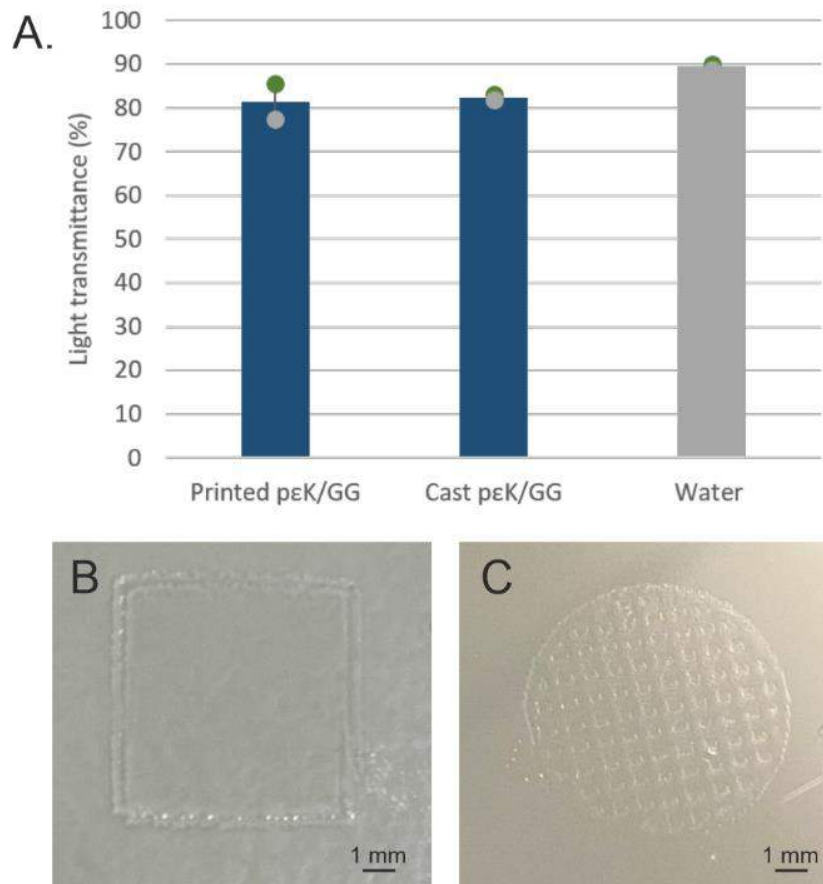 A.
Light transmittance (%)
100
90
80
70
60
50
40
30
20
10
0
Printed pεK/GG Cast pεK/GG Water
B
1 mm
C
1 mm